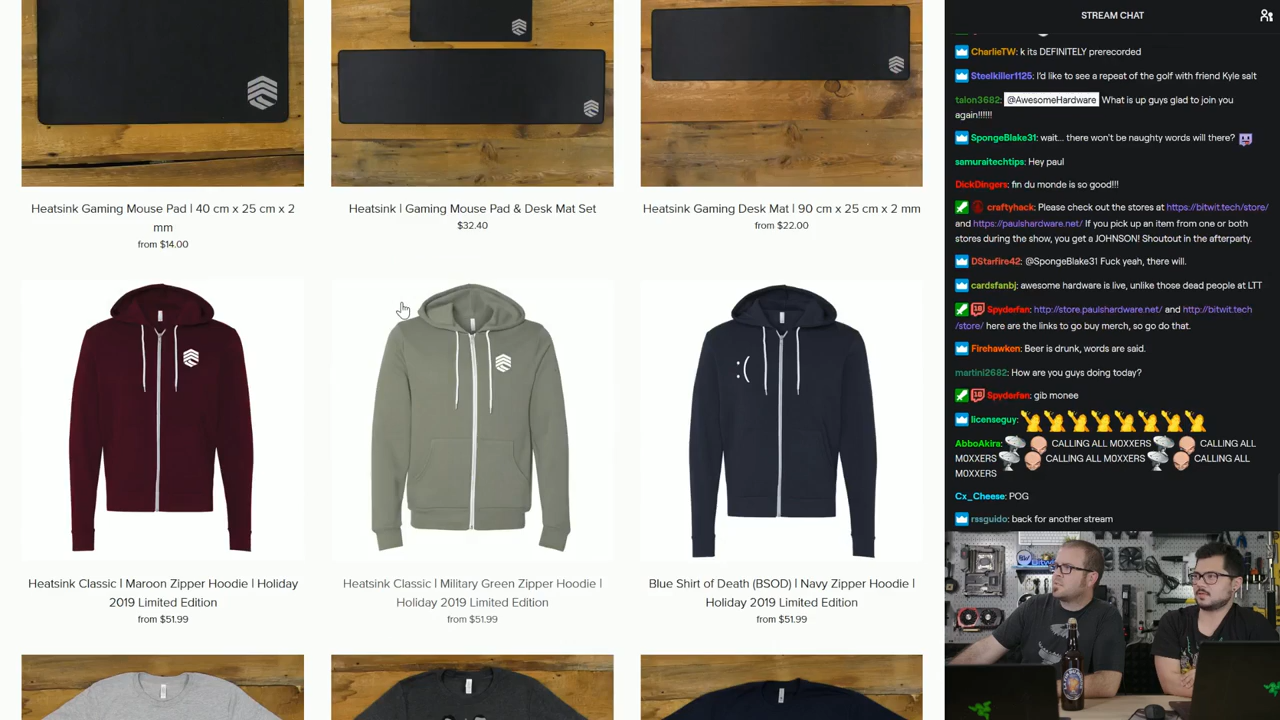 Heatsink Gaming Mouse Pad | 40 cm x 25 cm x 2
mm
from $14.00
Heatsink | Gaming Mouse Pad & Desk Mat Set
$32.40
Heatsink Gaming Desk Mat | 90 cm x 25 cm x 2 mm
from $22.00
:(
Heatsink Classic | Maroon Zipper Hoodie | Holiday
2019 Limited Edition
from $51.99
Heatsink Classic | Military Green Zipper Hoodie |
Holiday 2019 Limited Edition
from $51.99
Blue Shirt of Death (BSOD) | Navy Zipper Hoodie |
Holiday 2019 Limited Edition
from $51.99
STREAM CHAT
CharlieTW: k its DEFINITELY prerecorded
Steelkiller1125: I'd like to see a repeat of the golf with friend Kyle salt
talon3682: @AwesomeHardware What is up guys glad to join you
again!!!!!!
SpongeBlake31: wait... there won't be naughty words will there?
samuraitechtips: Hey paul
DickDingers: fin du monde is so good!!!
craftyhack: Please check out the stores at https://bitwit.tech/store/
and https://paulshardware.net/ If you pick up an item from one or both
stores during the show, you get a JOHNSON! Shoutout in the afterparty.
DStarfire42: @SpongeBlake31 Fuck yeah, there will.
cardsfanbj: awesome hardware is live, unlike those dead people at LTT
Spyderfan: http://store.paulshardware.net/ and http://bitwit.tech
/store/ here are the links to go buy merch, so go do that.
Firehawken: Beer is drunk, words are said.
martini2682: How are you guys doing today?
Spyderfan: gib monee
licenseguy:
AbboAkira: CALLING ALL MOXXERS CALLING ALL
MOXXERS CALLING ALL MOXXERS CALLING ALL
MOXXERS
Cx_Cheese: POG
rssguido: back for another stream